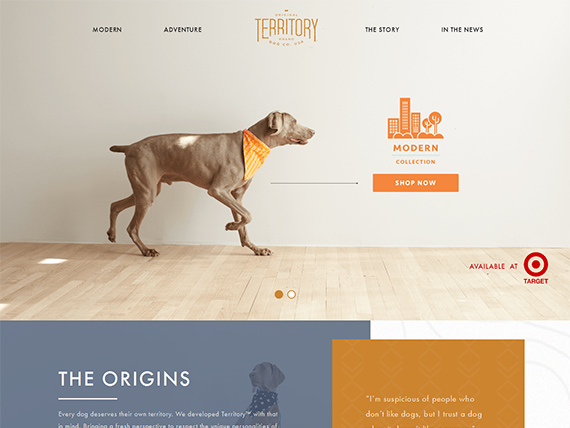 MODERN
ADVENTURE
ORIGINAL
TERRITORY
BRAND
DOG CO. USA
THE STORY
IN THE NEWS
MODERN
COLLECTION
SHOP NOW
AVAILABLE AT
TARGET
THE ORIGINS
Every dog deserves their own territory. We developed Territory™ with that
in mind. Bringing a fresh perspective to respect the unique personalities of
"I'm suspicious of people who
don't like dogs, but I trust a dog